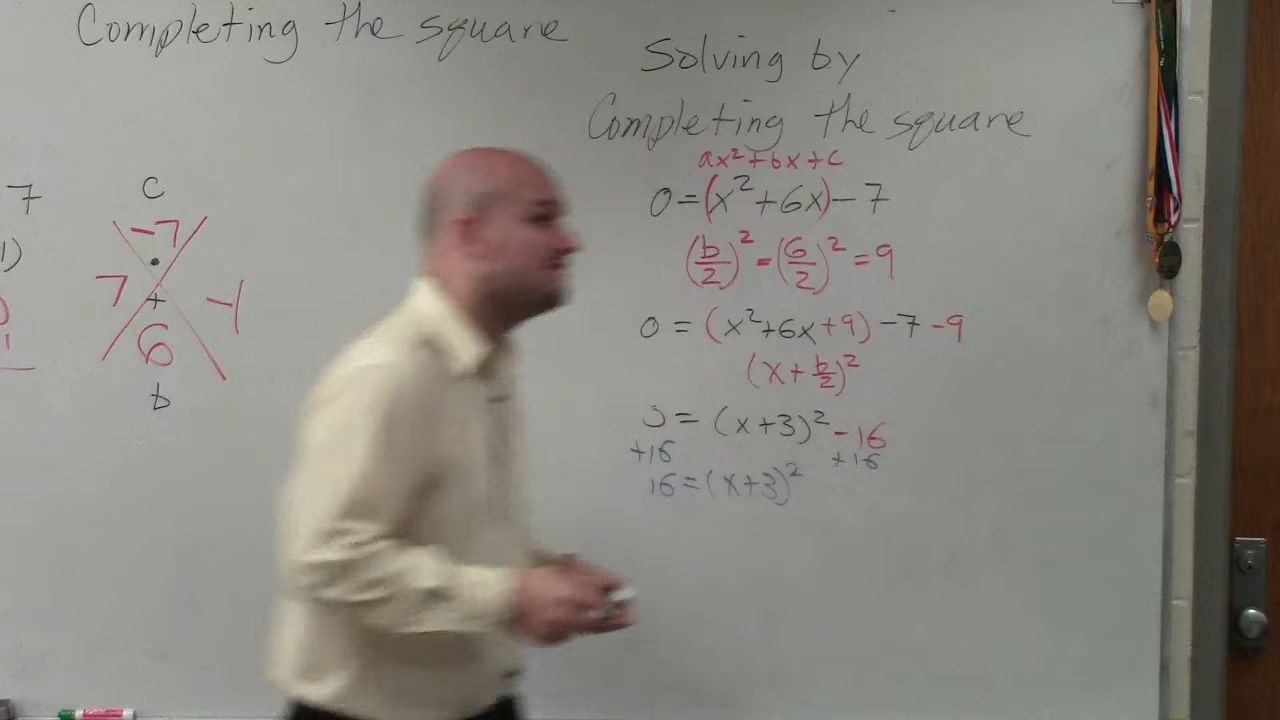 Completing the square
7
1)
C
-7
•
7
-1
+
6
b
Solving by
Completing the square
ax² + bx + c
0 = (x² + 6x) - 7
(b/2)² = (6/2)² = 9
0 = (x² + 6x + 9) - 7 - 9
(x + b/2)²
0 = (x + 3)² - 16
+16 +16
16 = (x + 3)²